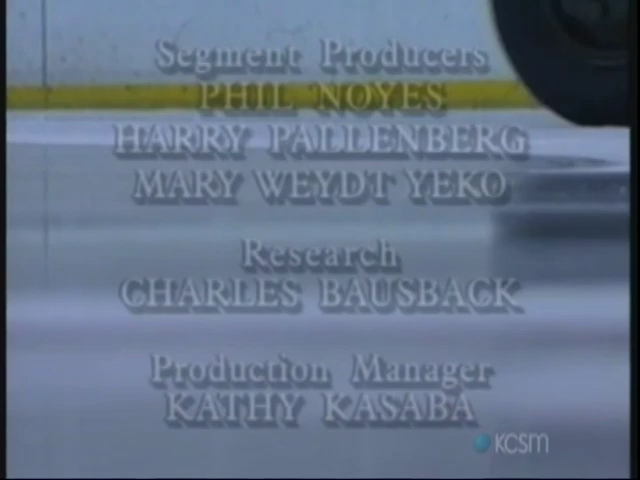 Segment Producers
PHIL NOYES
HARRY PALLENBERG
MARY WEYDT YEKO
Research
CHARLES BAUSBACK
Production Manager
KATHY KASABA
KCSM